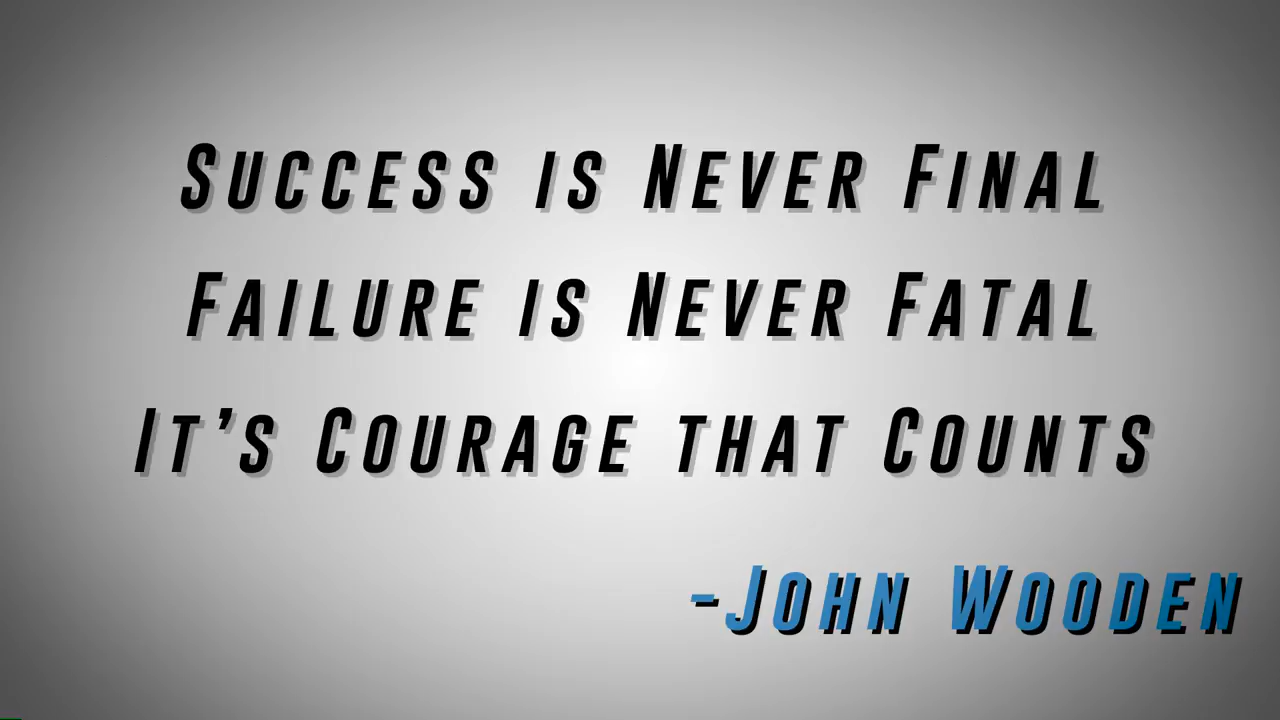 Success is Never Final
Failure is Never Fatal
It's Courage that Counts
-John Wooden